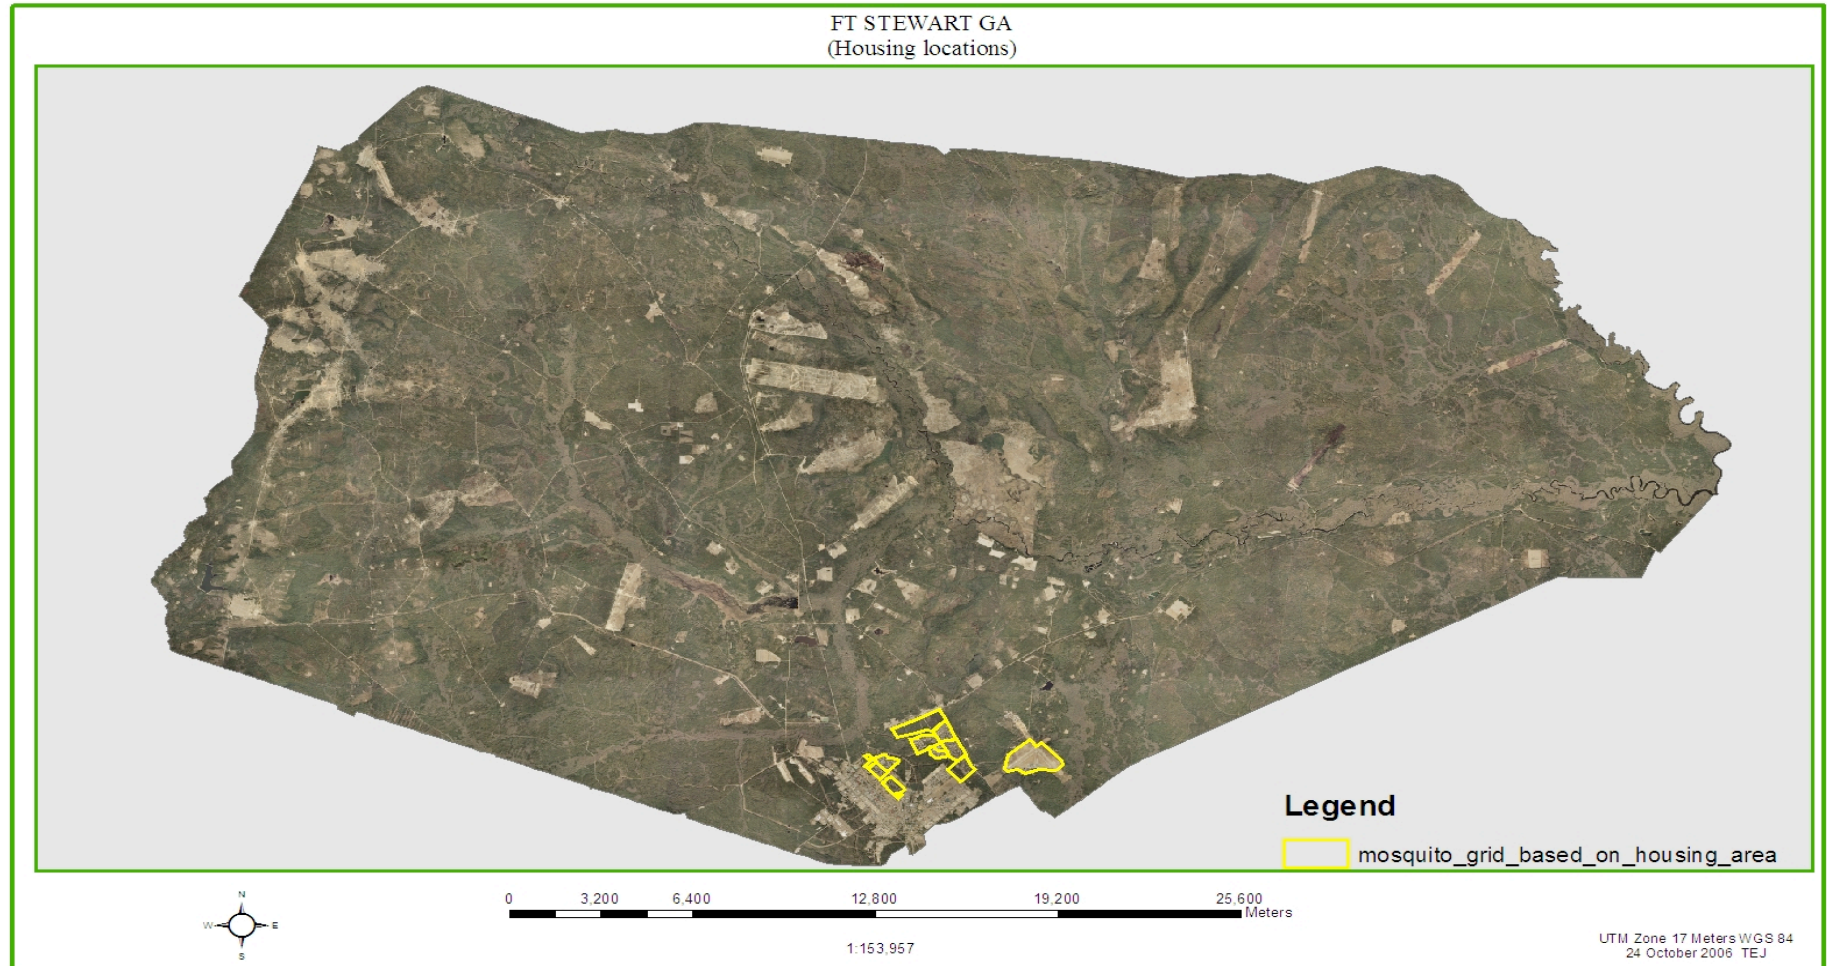 FT STEWART GA
(Housing locations)
Legend
mosquito_grid_based_on_housing_area
N
W E
S
0 3,200 6,400 12,800 19,200 25,600
Meters
1:153,957
UTM Zone 17 Meters WGS 84
24 October 2006 TEJ